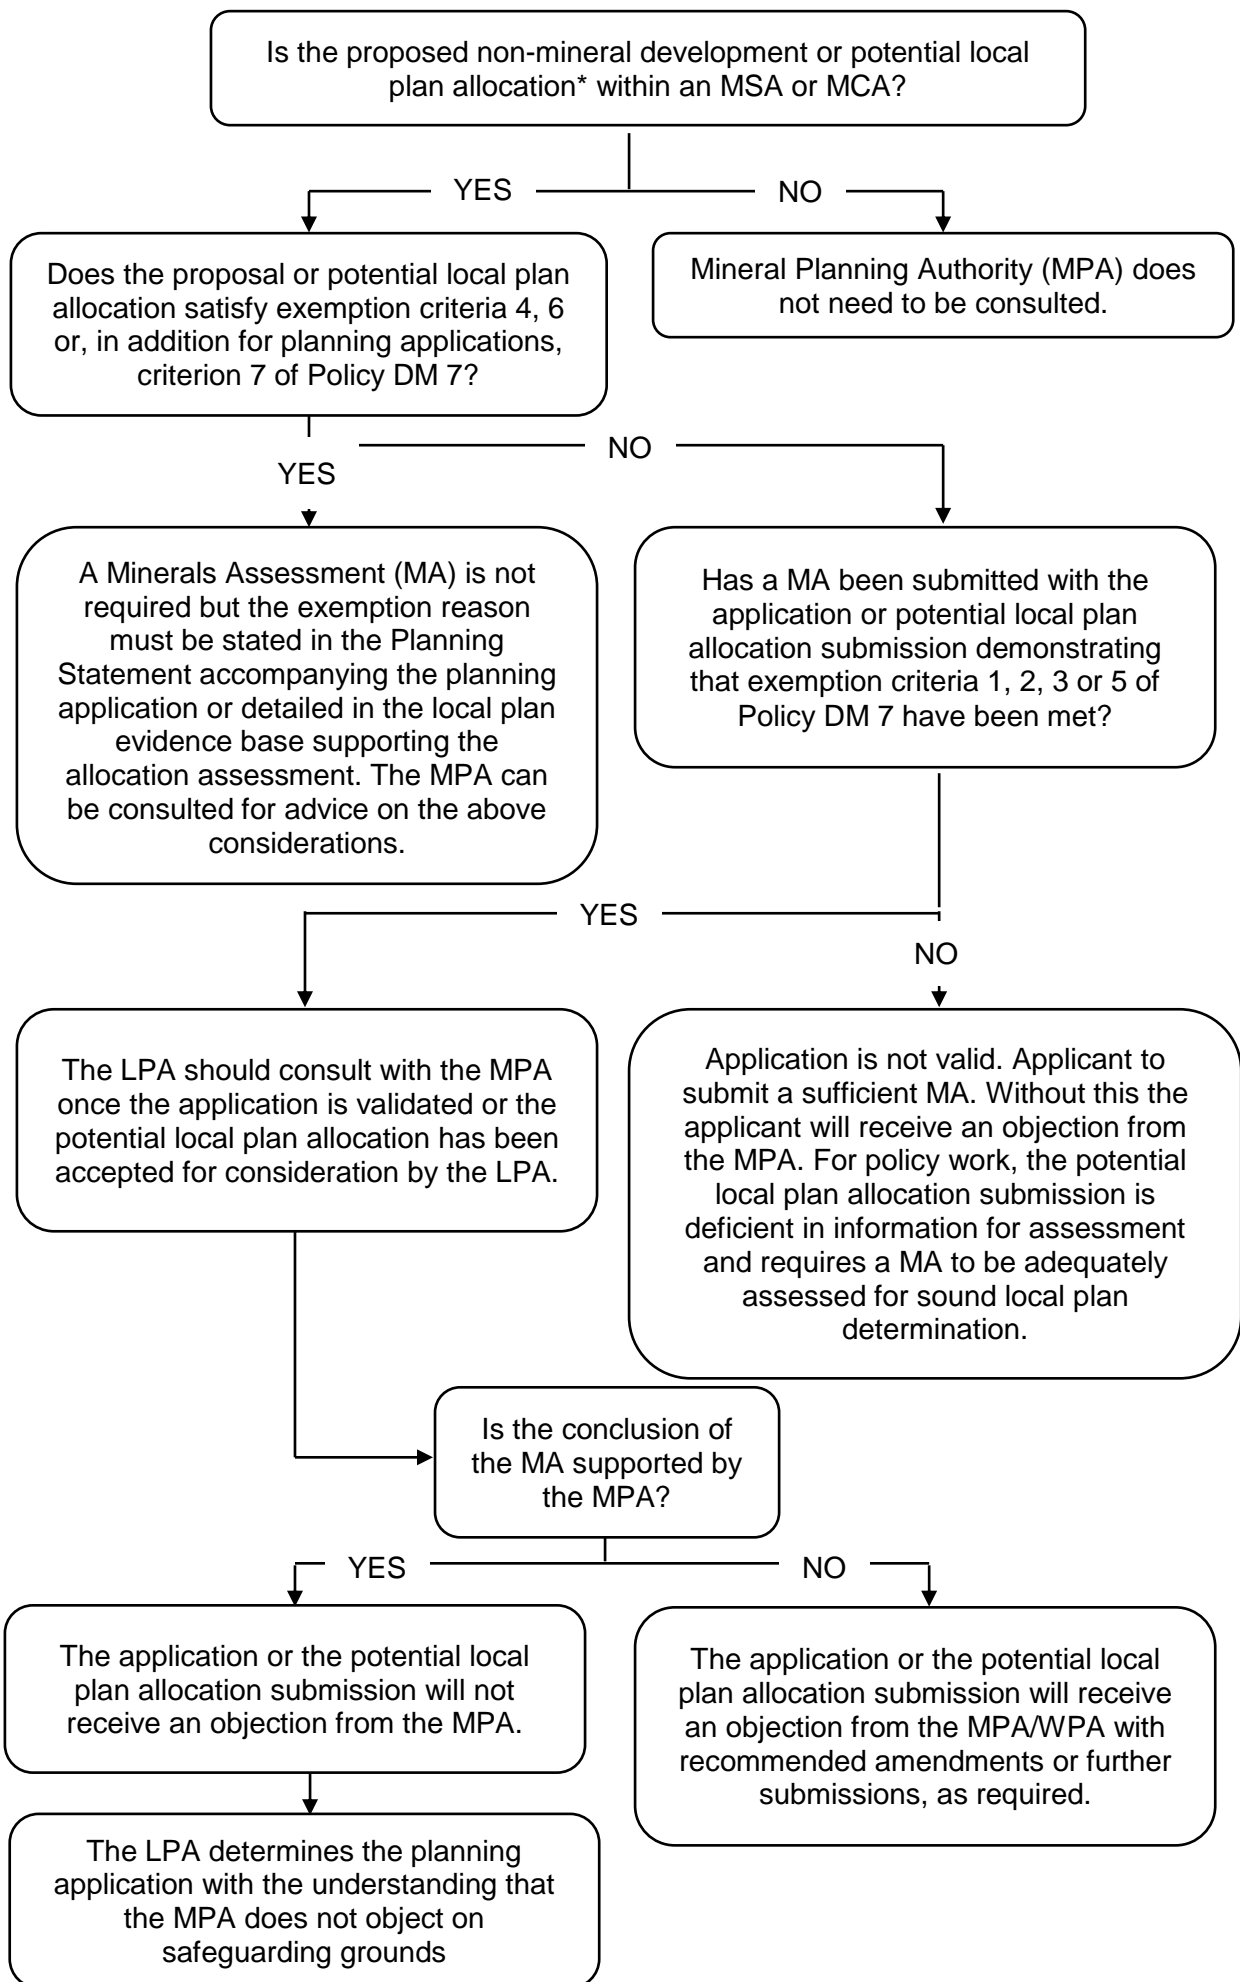 Is the proposed non-mineral development or potential local
plan allocation* within an MSA or MCA?
YES
NO
Does the proposal or potential local plan
allocation satisfy exemption criteria 4, 6
or, in addition for planning applications,
criterion 7 of Policy DM 7?
Mineral Planning Authority (MPA) does
not need to be consulted.
NO
YES
A Minerals Assessment (MA) is not
required but the exemption reason
must be stated in the Planning
Statement accompanying the planning
application or detailed in the local plan
evidence base supporting the
allocation assessment. The MPA can
be consulted for advice on the above
considerations.
Has a MA been submitted with the
application or potential local plan
allocation submission demonstrating
that exemption criteria 1, 2, 3 or 5 of
Policy DM 7 have been met?
YES
NO
The LPA should consult with the MPA
once the application is validated or the
potential local plan allocation has been
accepted for consideration by the LPA.
Application is not valid. Applicant to
submit a sufficient MA. Without this the
applicant will receive an objection from
the MPA. For policy work, the potential
local plan allocation submission is
deficient in information for assessment
and requires a MA to be adequately
assessed for sound local plan
determination.
Is the conclusion of
the MA supported by
the MPA?
YES
NO
The application or the potential local
plan allocation submission will not
receive an objection from the MPA.
The application or the potential local
plan allocation submission will receive
an objection from the MPA/WPA with
recommended amendments or further
submissions, as required.
The LPA determines the planning
application with the understanding that
the MPA does not object on
safeguarding grounds